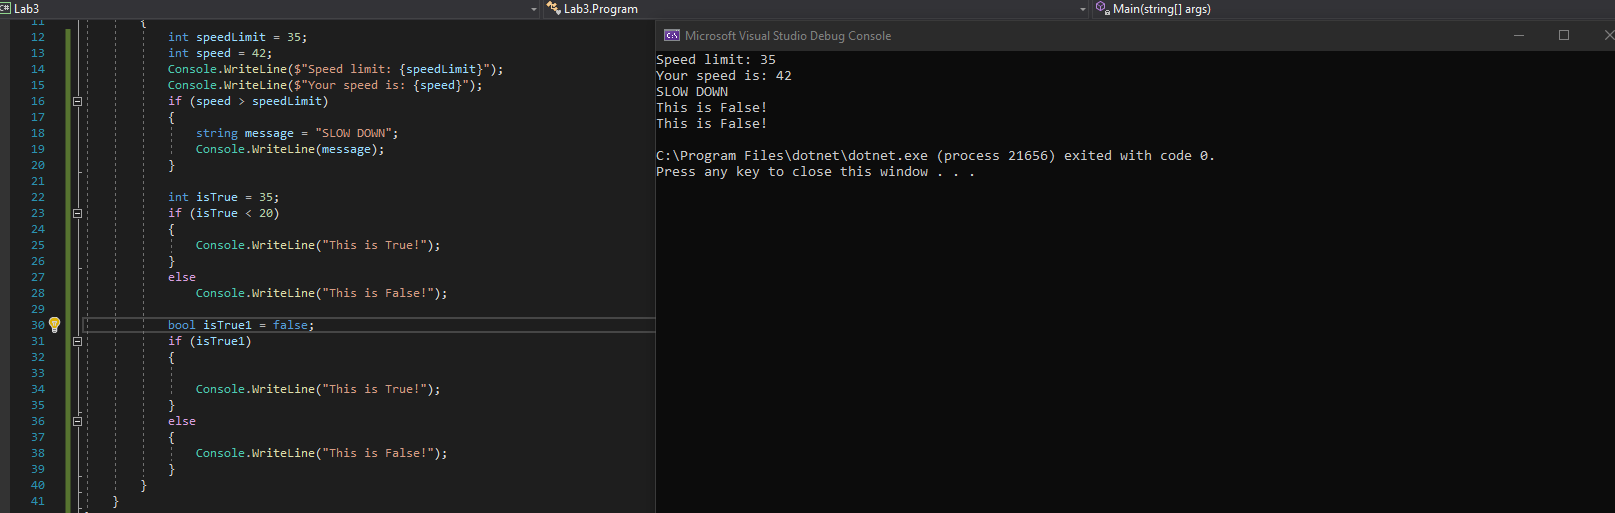 C# Lab3
Lab3.Program
Main(string[] args)
11 {
12 int speedLimit = 35;
13 int speed = 42;
14 Console.WriteLine($"Speed limit: {speedLimit}");
15 Console.WriteLine($"Your speed is: {speed}");
16 if (speed > speedLimit)
17 {
18 string message = "SLOW DOWN";
19 Console.WriteLine(message);
20 }
21
22 int isTrue = 35;
23 if (isTrue < 20)
24 {
25 Console.WriteLine("This is True!");
26 }
27 else
28 Console.WriteLine("This is False!");
29
30 bool isTrue1 = false;
31 if (isTrue1)
32 {
33
34 Console.WriteLine("This is True!");
35 }
36 else
37 {
38 Console.WriteLine("This is False!");
39 }
40 }
41 }
C:\ Microsoft Visual Studio Debug Console
Speed limit: 35
Your speed is: 42
SLOW DOWN
This is False!
This is False!
C:\Program Files\dotnet\dotnet.exe (process 21656) exited with code 0.
Press any key to close this window . . .